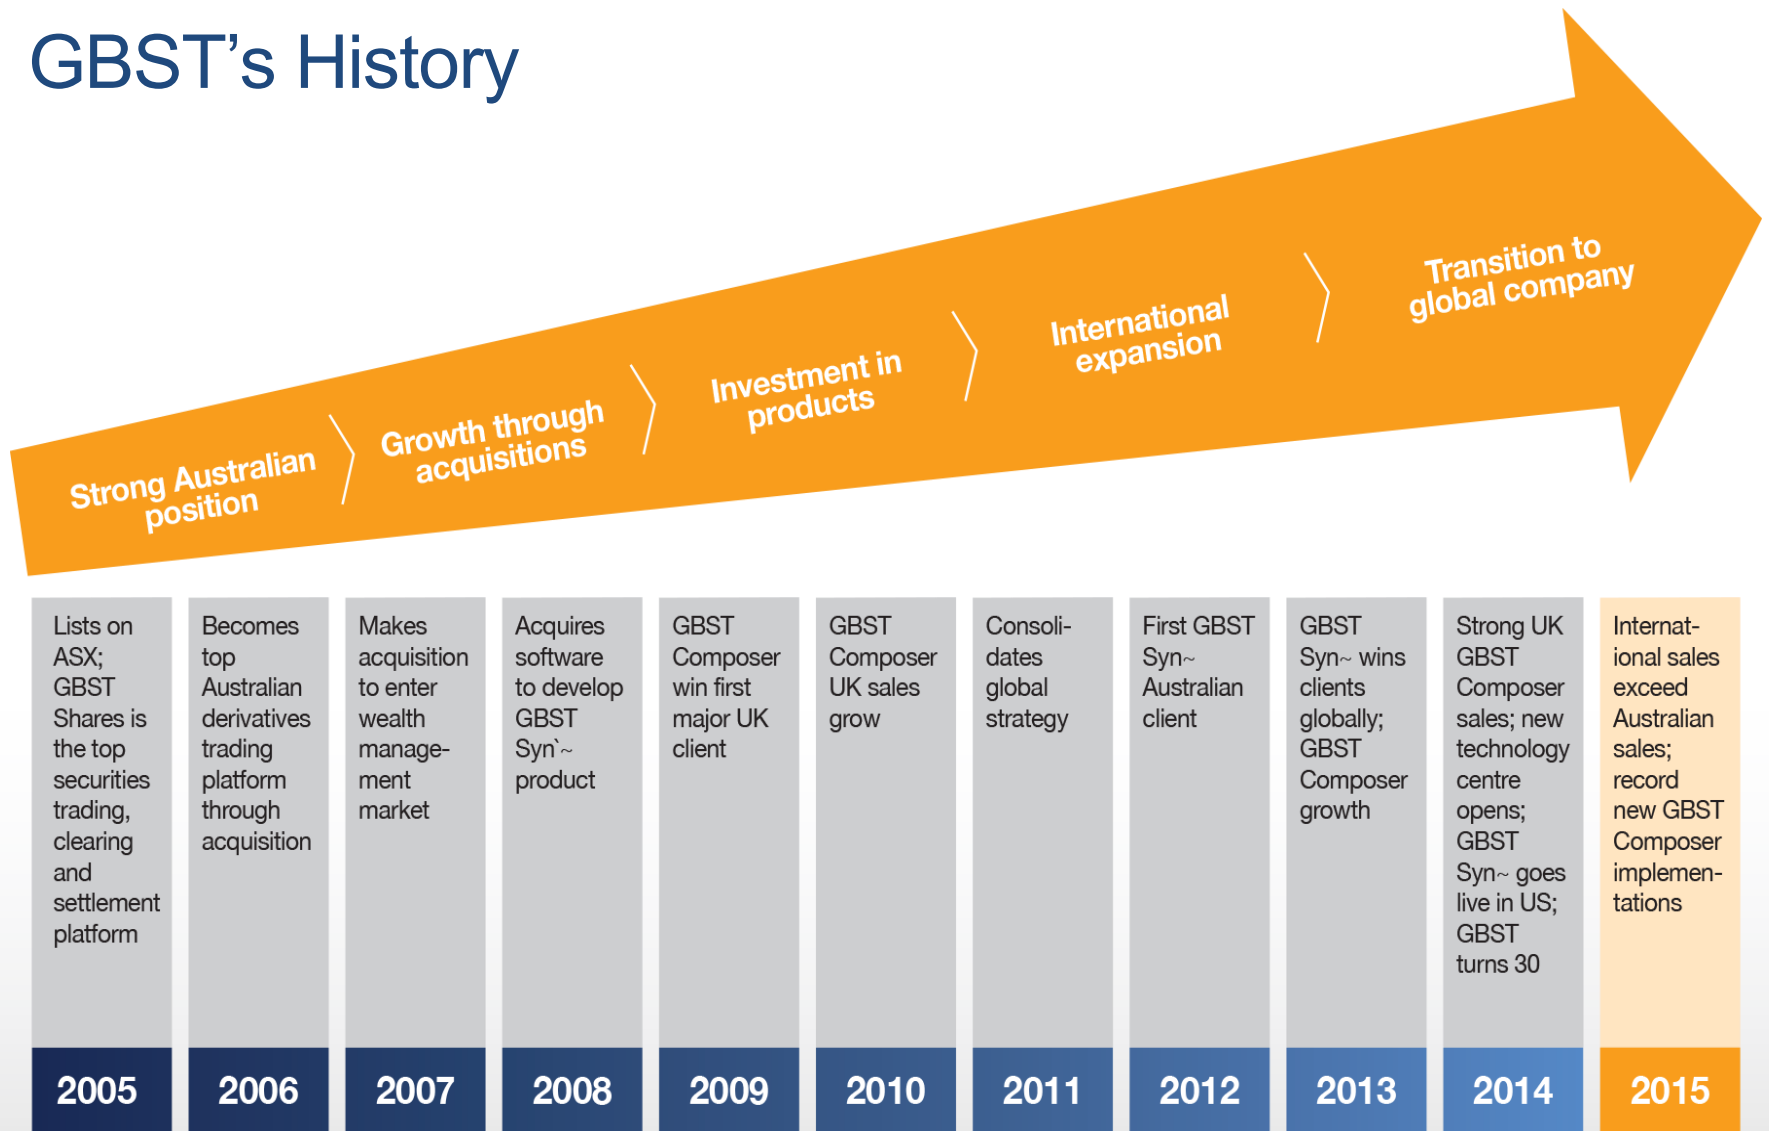 GBST’s History
Strong Australian
position
Growth through
acquisitions
Investment in
products
International
expansion
Transition to
global company
Lists on
ASX;
GBST
Shares is
the top
securities
trading,
clearing
and
settlement
platform
2005
Becomes
top
Australian
derivatives
trading
platform
through
acquisition
2006
Makes
acquisition
to enter
wealth
manage-
ment
market
2007
Acquires
software
to develop
GBST
Syn`~
product
2008
GBST
Composer
win first
major UK
client
2009
GBST
Composer
UK sales
grow
2010
Consoli-
dates
global
strategy
2011
First GBST
Syn~
Australian
client
2012
GBST
Syn~ wins
clients
globally;
GBST
Composer
growth
2013
Strong UK
GBST
Composer
sales; new
technology
centre
opens;
GBST
Syn~ goes
live in US;
GBST
turns 30
2014
Internat-
ional sales
exceed
Australian
sales;
record
new GBST
Composer
implemen-
tations
2015